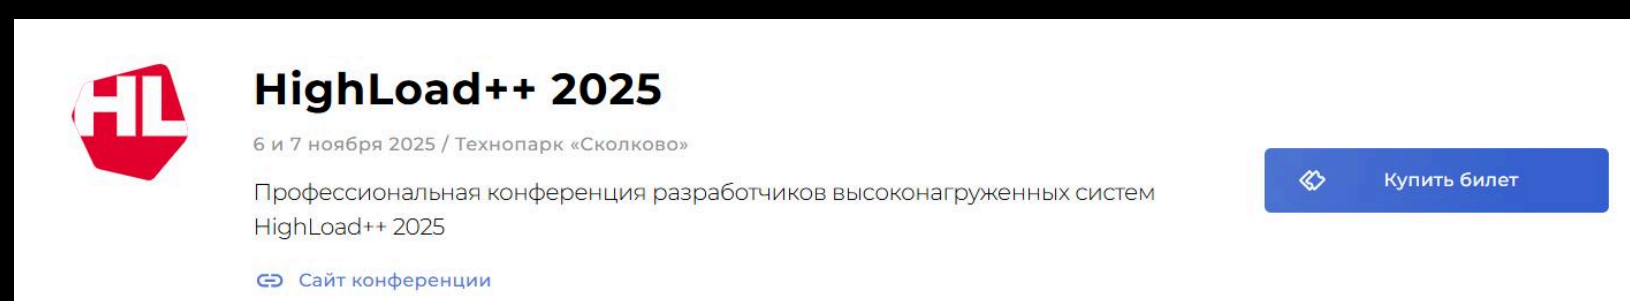 HL
HighLoad++ 2025
6 и 7 ноября 2025 / Технопарк «Сколково»
Профессиональная конференция разработчиков высоконагруженных систем
HighLoad++ 2025
Купить билет
Сайт конференции